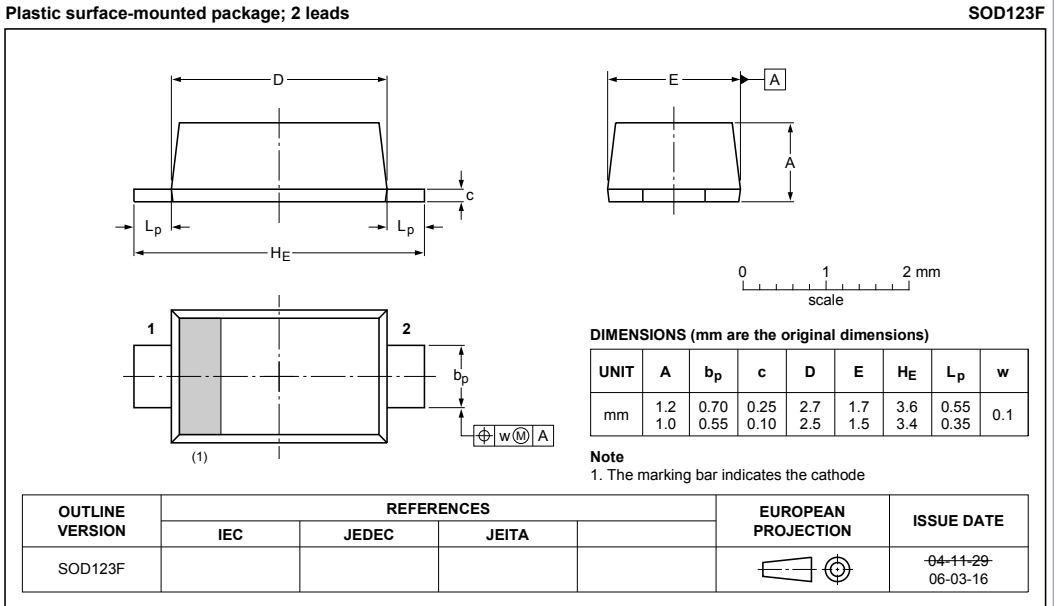 Plastic surface-mounted package; 2 leads SOD123F
D E A
A
c
Lp Lp
HE
0 1 2 mm
scale
1 2
bp
w Ⓜ A
(1)
DIMENSIONS (mm are the original dimensions)
UNIT A bp c D E HE Lp w
mm 1.2 0.70 0.25 2.7 1.7 3.6 0.55 0.1
1.0 0.55 0.10 2.5 1.5 3.4 0.35
Note
1. The marking bar indicates the cathode
OUTLINE VERSION REFERENCES EUROPEAN PROJECTION ISSUE DATE
IEC JEDEC JEITA
SOD123F 04-11-29
06-03-16